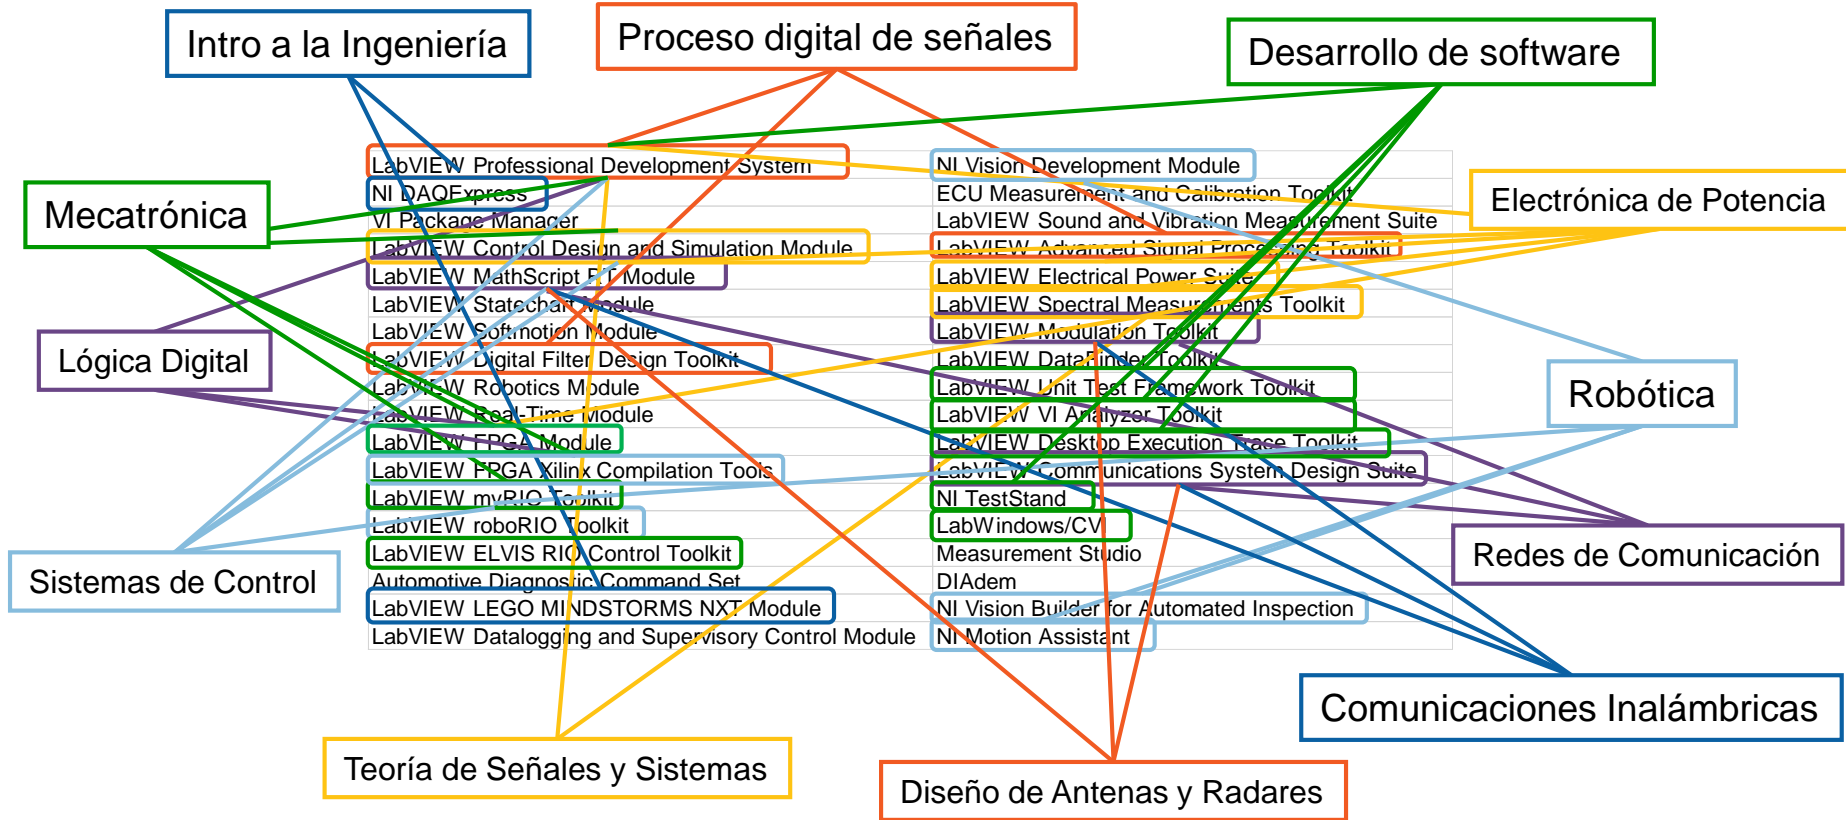 Intro a la Ingeniería
Proceso digital de señales
Desarrollo de software
Mecatrónica
Electrónica de Potencia
Lógica Digital
Robótica
Sistemas de Control
Redes de Comunicación
Teoría de Señales y Sistemas
Diseño de Antenas y Radares
Comunicaciones Inalámbricas
LabVIEW Professional Development System
NI DAQExpress
VI Package Manager
LabVIEW Control Design and Simulation Module
LabVIEW MathScript RT Module
LabVIEW Statechart Module
LabVIEW Softmotion Module
LabVIEW Digital Filter Design Toolkit
LabVIEW Robotics Module
LabVIEW Real-Time Module
LabVIEW FPGA Module
LabVIEW FPGA Xilinx Compilation Tools
LabVIEW myRIO Toolkit
LabVIEW roboRIO Toolkit
LabVIEW ELVIS RIO Control Toolkit
Automotive Diagnostic Command Set
LabVIEW LEGO MINDSTORMS NXT Module
LabVIEW Datalogging and Supervisory Control Module
NI Vision Development Module
ECU Measurement and Calibration Toolkit
LabVIEW Sound and Vibration Measurement Suite
LabVIEW Advanced Signal Processing Toolkit
LabVIEW Electrical Power Suite
LabVIEW Spectral Measurements Toolkit
LabVIEW Modulation Toolkit
LabVIEW DataFinder Toolkit
LabVIEW Unit Test Framework Toolkit
LabVIEW VI Analyzer Toolkit
LabVIEW Desktop Execution Trace Toolkit
LabVIEW Communications System Design Suite
NI TestStand
LabWindows/CVI
Measurement Studio
DIAdem
NI Vision Builder for Automated Inspection
NI Motion Assistant